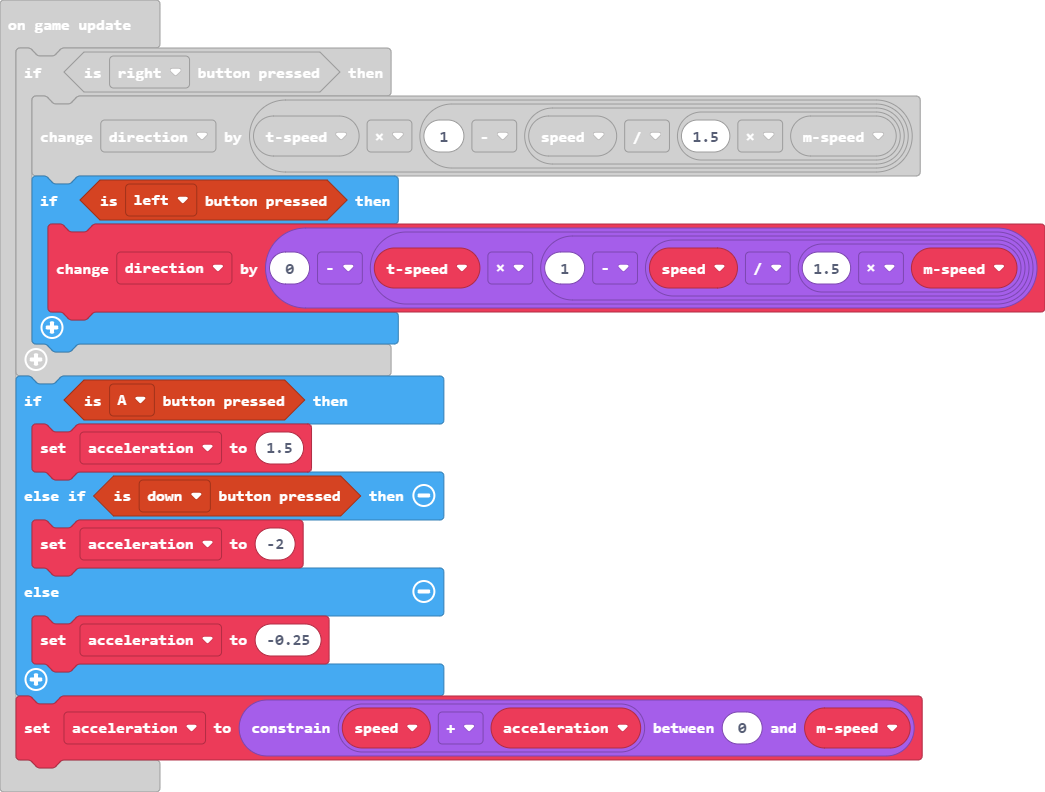 on game update
if is right button pressed then
change direction by t-speed × 1 - speed / 1.5 × m-speed
if is left button pressed then
change direction by 0 - t-speed × 1 - speed / 1.5 × m-speed
if is A button pressed then
set acceleration to 1.5
else if is down button pressed then
set acceleration to -2
else
set acceleration to -0.25
set acceleration to constrain speed + acceleration between 0 and m-speed